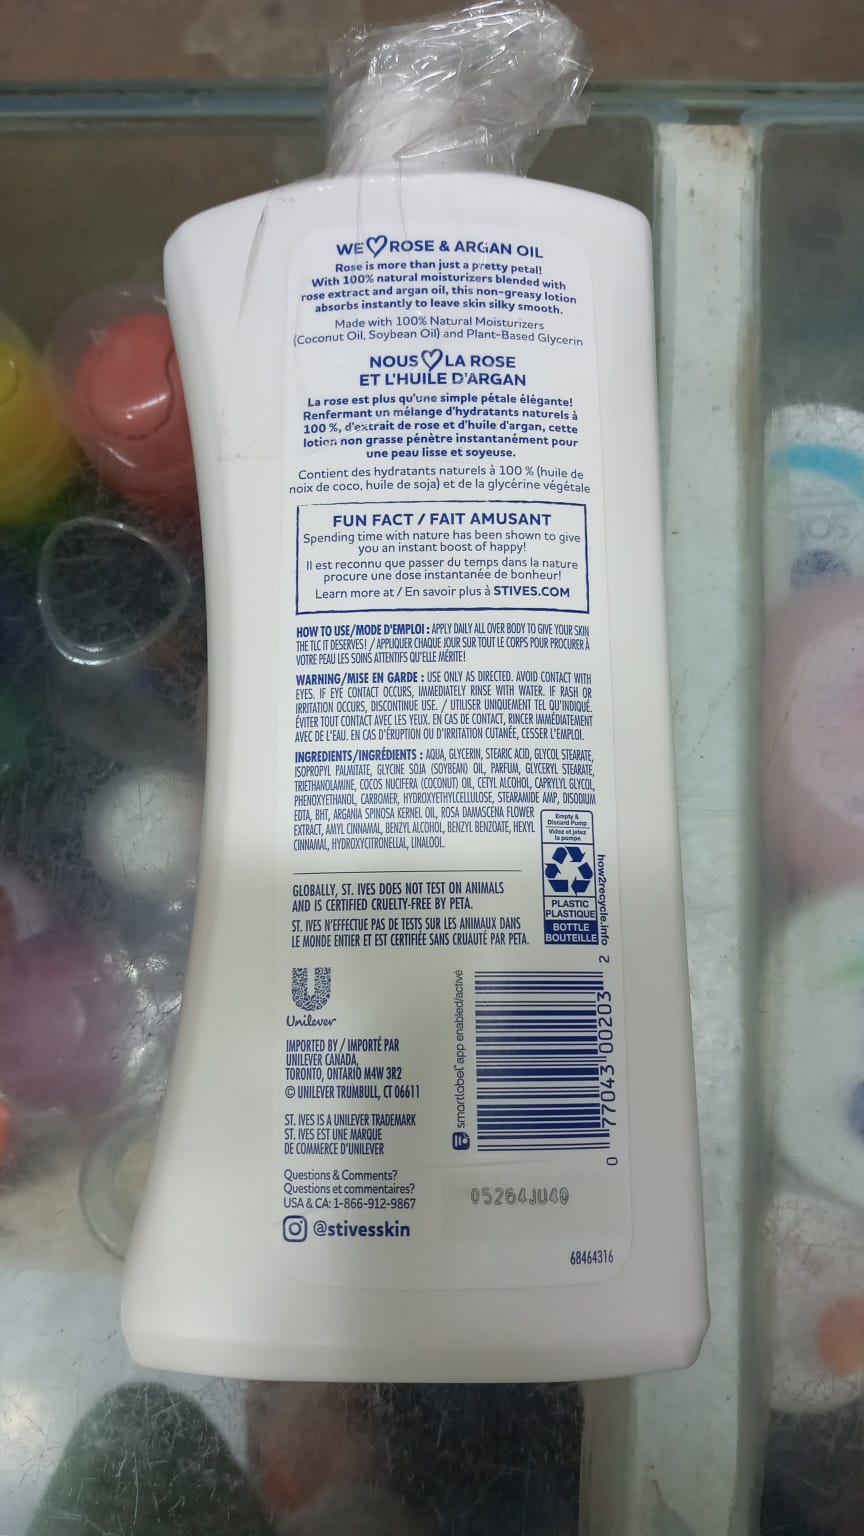 WE ROSE & ARGAN OIL
Rose is more than just a pretty petal!
With 100% natural moisturizers blended with
rose extract and argan oil, this non-greasy lotion
absorbs instantly to leave skin silky smooth.
Made with 100% Natural Moisturizers
(Coconut Oil, Soybean Oil) and Plant-Based Glycerin
NOUS LA ROSE
ET L'HUILE D'ARGAN
La rose est plus qu'une simple pétale élégante!
Renfermant un mélange d'hydratants naturels à
100 %, d'extrait de rose et d'huile d'argan, cette
lotion non grasse pénètre instantanément pour
une peau lisse et soyeuse.
Contient des hydratants naturels à 100 % (huile de
noix de coco, huile de soja) et de la glycérine végétale
FUN FACT / FAIT AMUSANT
Spending time with nature has been shown to give
you an instant boost of happy!
Il est reconnu que passer du temps dans la nature
procure une dose instantanée de bonheur!
Learn more at / En savoir plus à STIVES.COM
HOW TO USE/MODE D'EMPLOI : APPLY DAILY ALL OVER BODY TO GIVE YOUR SKIN
THE TLC IT DESERVES! / APPLIQUER CHAQUE JOUR SUR TOUT LE CORPS POUR PROCURER À
VOTRE PEAU LES SOINS ATTENTIFS QU'ELLE MÉRITE!
WARNING/MISE EN GARDE : USE ONLY AS DIRECTED. AVOID CONTACT WITH
EYES. IF EYE CONTACT OCCURS, IMMEDIATELY RINSE WITH WATER. IF RASH OR
IRRITATION OCCURS, DISCONTINUE USE. / UTILISER UNIQUEMENT TEL QU'INDIQUÉ.
ÉVITER TOUT CONTACT AVEC LES YEUX. EN CAS DE CONTACT, RINCER IMMÉDIATEMENT
AVEC DE L'EAU. EN CAS D'ÉRUPTION OU D'IRRITATION CUTANÉE, CESSER L'EMPLOI.
INGREDIENTS/INGRÉDIENTS : AQUA, GLYCERIN, STEARIC ACID, GLYCOL STEARATE,
ISOPROPYL PALMITATE, GLYCINE SOJA (SOYBEAN) OIL, PARFUM, GLYCERYL STEARATE,
TRIETHANOLAMINE, COCOS NUCIFERA (COCONUT) OIL, CETYL ALCOHOL, CAPRYLYL GLYCOL,
PHENOXYETHANOL, CARBOMER, HYDROXYETHYLCELLULOSE, STEARAMIDE AMP, DISODIUM
EDTA, BHT, ARGANIA SPINOSA KERNEL OIL, ROSA DAMASCENA FLOWER
EXTRACT, AMYL CINNAMAL, BENZYL ALCOHOL, BENZYL BENZOATE, HEXYL
CINNAMAL, HYDROXYCITRONELLAL, LINALOOL.
Empty &
Discard Pump
Videz et jetez
la pompe
PLASTIC
PLASTIQUE
BOTTLE
BOUTEILLE
how2recycle.info
GLOBALLY, ST. IVES DOES NOT TEST ON ANIMALS
AND IS CERTIFIED CRUELTY-FREE BY PETA.
ST. IVES N'EFFECTUE PAS DE TESTS SUR LES ANIMAUX DANS
LE MONDE ENTIER ET EST CERTIFIÉE SANS CRUAUTÉ PAR PETA.
Unilever
IMPORTED BY / IMPORTÉ PAR
UNILEVER CANADA,
TORONTO, ONTARIO M4W 3R2
© UNILEVER TRUMBULL, CT 06611
ST. IVES IS A UNILEVER TRADEMARK
ST. IVES EST UNE MARQUE
DE COMMERCE D'UNILEVER
Questions & Comments?
Questions et commentaires?
USA & CA: 1-866-912-9867
@stivesskin
smartlabel app enabled/activé
0 77043 00203 2
05264JU40
68464316